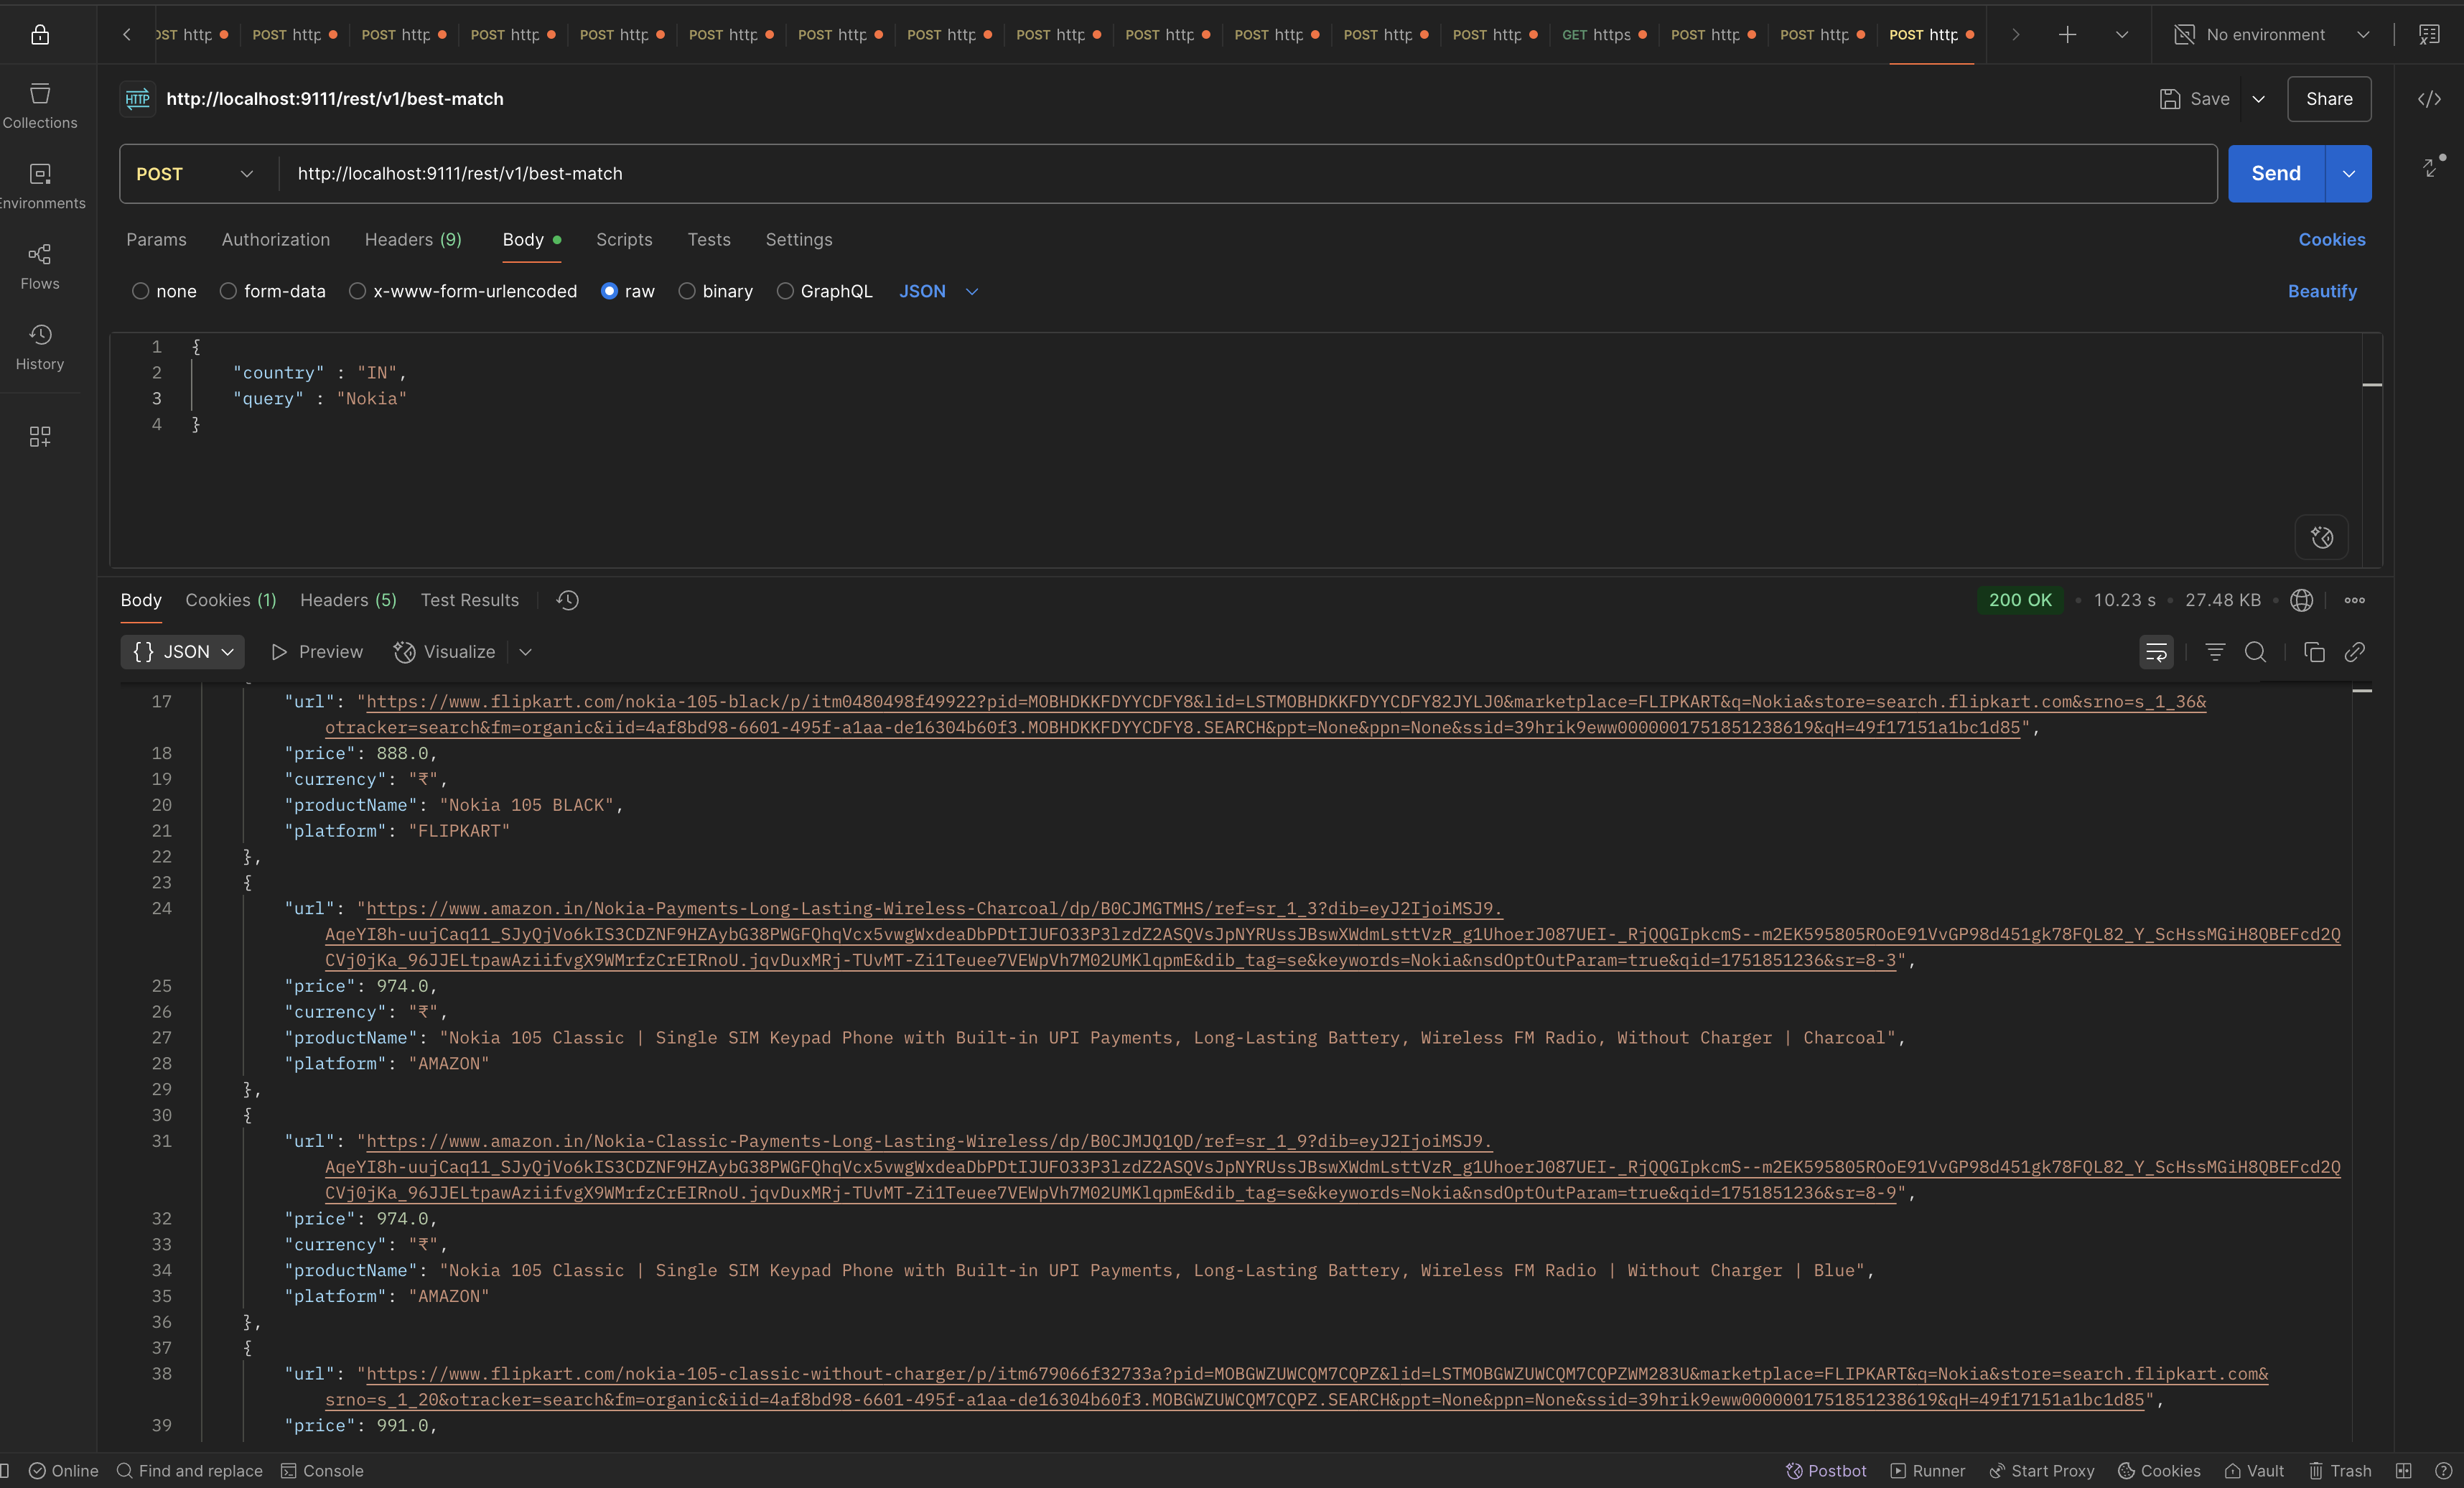 POST http POST http POST http POST http POST http POST http POST http POST http POST http POST http POST http POST http GET https POST http POST http POST http No environment
Collections
Environments
Flows
History
HTTP http://localhost:9111/rest/v1/best-match Save Share
POST http://localhost:9111/rest/v1/best-match Send
Params Authorization Headers (9) Body Scripts Tests Settings Cookies
none form-data x-www-form-urlencoded raw binary GraphQL JSON Beautify
1 {
2 "country" : "IN",
3 "query" : "Nokia"
4 }
Body Cookies (1) Headers (5) Test Results 200 OK • 10.23 s • 27.48 KB
{} JSON Preview Visualize
17 "url": "https://www.flipkart.com/nokia-105-black/p/itm0480498f49922?pid=MOBHDKKFDYYCDFY8&lid=LSTMOBHDKKFDYYCDFY82JYLJ0&marketplace=FLIPKART&q=Nokia&store=search.flipkart.com&srno=s_1_36&
otracker=search&fm=organic&iid=4af8bd98-6601-495f-a1aa-de16304b60f3.MOBHDKKFDYYCDFY8.SEARCH&ppt=None&ppn=None&ssid=39hrik9eww0000001751851238619&qH=49f17151a1bc1d85",
18 "price": 888.0,
19 "currency": "₹",
20 "productName": "Nokia 105 BLACK",
21 "platform": "FLIPKART"
22 },
23 {
24 "url": "https://www.amazon.in/Nokia-Payments-Long-Lasting-Wireless-Charcoal/dp/B0CJMGTMHS/ref=sr_1_3?dib=eyJ2IjoiMSJ9.
AqeYI8h-uujCaq11_SJyQjVo6kIS3CDZNF9HZAybG38PWGFQhqVcx5vwgWxdeaDbPDtIJUFO33P3lzdZ2ASQVsJpNYRUssJBswXWdmLsttVzR_g1UhoerJ087UEI-_RjQQGIpkcmS--m2EK595805ROoE91VvGP98d451gk78FQL82_Y_ScHssMGiH8QBEFcd2Q
CVj0jKa_96JJELtpawAziifvgX9WMrfzCrEIRnoU.jqvDuxMRj-TUvMT-Zi1Teuee7VEWpVh7M02UMKlqpmE&dib_tag=se&keywords=Nokia&nsdOptOutParam=true&qid=1751851236&sr=8-3",
25 "price": 974.0,
26 "currency": "₹",
27 "productName": "Nokia 105 Classic | Single SIM Keypad Phone with Built-in UPI Payments, Long-Lasting Battery, Wireless FM Radio, Without Charger | Charcoal",
28 "platform": "AMAZON"
29 },
30 {
31 "url": "https://www.amazon.in/Nokia-Classic-Payments-Long-Lasting-Wireless/dp/B0CJMJQ1QD/ref=sr_1_9?dib=eyJ2IjoiMSJ9.
AqeYI8h-uujCaq11_SJyQjVo6kIS3CDZNF9HZAybG38PWGFQhqVcx5vwgWxdeaDbPDtIJUFO33P3lzdZ2ASQVsJpNYRUssJBswXWdmLsttVzR_g1UhoerJ087UEI-_RjQQGIpkcmS--m2EK595805ROoE91VvGP98d451gk78FQL82_Y_ScHssMGiH8QBEFcd2Q
CVj0jKa_96JJELtpawAziifvgX9WMrfzCrEIRnoU.jqvDuxMRj-TUvMT-Zi1Teuee7VEWpVh7M02UMKlqpmE&dib_tag=se&keywords=Nokia&nsdOptOutParam=true&qid=1751851236&sr=8-9",
32 "price": 974.0,
33 "currency": "₹",
34 "productName": "Nokia 105 Classic | Single SIM Keypad Phone with Built-in UPI Payments, Long-Lasting Battery, Wireless FM Radio | Without Charger | Blue",
35 "platform": "AMAZON"
36 },
37 {
38 "url": "https://www.flipkart.com/nokia-105-classic-without-charger/p/itm679066f32733a?pid=MOBGWZUWCQM7CQPZ&lid=LSTMOBGWZUWCQM7CQPZWM283U&marketplace=FLIPKART&q=Nokia&store=search.flipkart.com&
srno=s_1_20&otracker=search&fm=organic&iid=4af8bd98-6601-495f-a1aa-de16304b60f3.MOBGWZUWCQM7CQPZ.SEARCH&ppt=None&ppn=None&ssid=39hrik9eww0000001751851238619&qH=49f17151a1bc1d85",
39 "price": 991.0,
Online Find and replace Console Postbot Runner Start Proxy Cookies Vault Trash